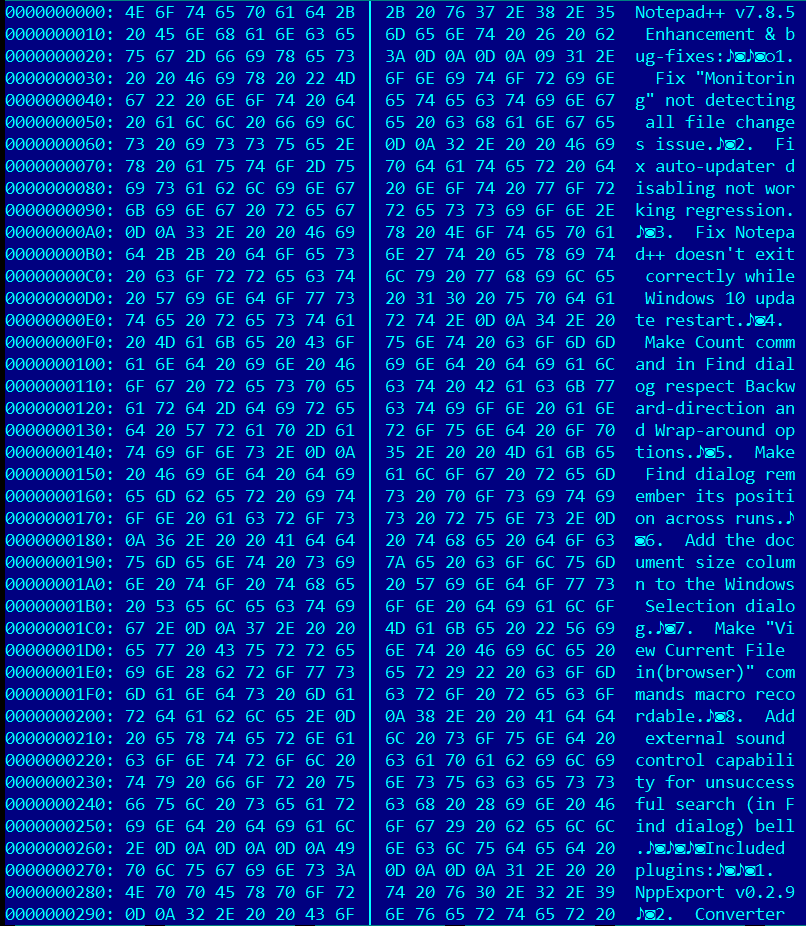 0000000000: 4E 6F 74 65 70 61 64 2B │ 2B 20 76 37 2E 38 2E 35  Notepad++ v7.8.5
0000000010: 20 45 6E 68 61 6E 63 65 │ 6D 65 6E 74 20 26 20 62   Enhancement & b
0000000020: 75 67 2D 66 69 78 65 73 │ 3A 0D 0A 0D 0A 09 31 2E  ug-fixes:♪◙♪◙○1.
0000000030: 20 20 46 69 78 20 22 4D │ 6F 6E 69 74 6F 72 69 6E    Fix "Monitorin
0000000040: 67 22 20 6E 6F 74 20 64 │ 65 74 65 63 74 69 6E 67  g" not detecting
0000000050: 20 61 6C 6C 20 66 69 6C │ 65 20 63 68 61 6E 67 65   all file change
0000000060: 73 20 69 73 73 75 65 2E │ 0D 0A 32 2E 20 20 46 69  s issue.♪◙2.  Fi
0000000070: 78 20 61 75 74 6F 2D 75 │ 70 64 61 74 65 72 20 64  x auto-updater d
0000000080: 69 73 61 62 6C 69 6E 67 │ 20 6E 6F 74 20 77 6F 72  isabling not wor
0000000090: 6B 69 6E 67 20 72 65 67 │ 72 65 73 73 69 6F 6E 2E  king regression.
00000000A0: 0D 0A 33 2E 20 20 46 69 │ 78 20 4E 6F 74 65 70 61  ♪◙3.  Fix Notepa
00000000B0: 64 2B 2B 20 64 6F 65 73 │ 6E 27 74 20 65 78 69 74  d++ doesn't exit
00000000C0: 20 63 6F 72 72 65 63 74 │ 6C 79 20 77 68 69 6C 65   correctly while
00000000D0: 20 57 69 6E 64 6F 77 73 │ 20 31 30 20 75 70 64 61   Windows 10 upda
00000000E0: 74 65 20 72 65 73 74 61 │ 72 74 2E 0D 0A 34 2E 20  te restart.♪◙4.
00000000F0: 20 4D 61 6B 65 20 43 6F │ 75 6E 74 20 63 6F 6D 6D   Make Count comm
0000000100: 61 6E 64 20 69 6E 20 46 │ 69 6E 64 20 64 69 61 6C  and in Find dial
0000000110: 6F 67 20 72 65 73 70 65 │ 63 74 20 42 61 63 6B 77  og respect Backw
0000000120: 61 72 64 2D 64 69 72 65 │ 63 74 69 6F 6E 20 61 6E  ard-direction an
0000000130: 64 20 57 72 61 70 2D 61 │ 72 6F 75 6E 64 20 6F 70  d Wrap-around op
0000000140: 74 69 6F 6E 73 2E 0D 0A │ 35 2E 20 20 4D 61 6B 65  tions.♪◙5.  Make
0000000150: 20 46 69 6E 64 20 64 69 │ 61 6C 6F 67 20 72 65 6D   Find dialog rem
0000000160: 65 6D 62 65 72 20 69 74 │ 73 20 70 6F 73 69 74 69  ember its positi
0000000170: 6F 6E 20 61 63 72 6F 73 │ 73 20 72 75 6E 73 2E 0D  on across runs.♪
0000000180: 0A 36 2E 20 20 41 64 64 │ 20 74 68 65 20 64 6F 63  ◙6.  Add the doc
0000000190: 75 6D 65 6E 74 20 73 69 │ 7A 65 20 63 6F 6C 75 6D  ument size colum
00000001A0: 6E 20 74 6F 20 74 68 65 │ 20 57 69 6E 64 6F 77 73  n to the Windows
00000001B0: 20 53 65 6C 65 63 74 69 │ 6F 6E 20 64 69 61 6C 6F   Selection dialo
00000001C0: 67 2E 0D 0A 37 2E 20 20 │ 4D 61 6B 65 20 22 56 69  g.♪◙7.  Make "Vi
00000001D0: 65 77 20 43 75 72 72 65 │ 6E 74 20 46 69 6C 65 20  ew Current File
00000001E0: 69 6E 28 62 72 6F 77 73 │ 65 72 29 22 20 63 6F 6D  in(browser)" com
00000001F0: 6D 61 6E 64 73 20 6D 61 │ 63 72 6F 20 72 65 63 6F  mands macro reco
0000000200: 72 64 61 62 6C 65 2E 0D │ 0A 38 2E 20 20 41 64 64  rdable.♪◙8.  Add
0000000210: 20 65 78 74 65 72 6E 61 │ 6C 20 73 6F 75 6E 64 20   external sound
0000000220: 63 6F 6E 74 72 6F 6C 20 │ 63 61 70 61 62 69 6C 69  control capabili
0000000230: 74 79 20 66 6F 72 20 75 │ 6E 73 75 63 63 65 73 73  ty for unsuccess
0000000240: 66 75 6C 20 73 65 61 72 │ 63 68 20 28 69 6E 20 46  ful search (in F
0000000250: 69 6E 64 20 64 69 61 6C │ 6F 67 29 20 62 65 6C 6C  ind dialog) bell
0000000260: 2E 0D 0A 0D 0A 0D 0A 49 │ 6E 63 6C 75 64 65 64 20  .♪◙♪◙♪◙Included
0000000270: 70 6C 75 67 69 6E 73 3A │ 0D 0A 0D 0A 31 2E 20 20  plugins:♪◙♪◙1.
0000000280: 4E 70 70 45 78 70 6F 72 │ 74 20 76 30 2E 32 2E 39  NppExport v0.2.9
0000000290: 0D 0A 32 2E 20 20 43 6F │ 6E 76 65 72 74 65 72 20  ♪◙2.  Converter